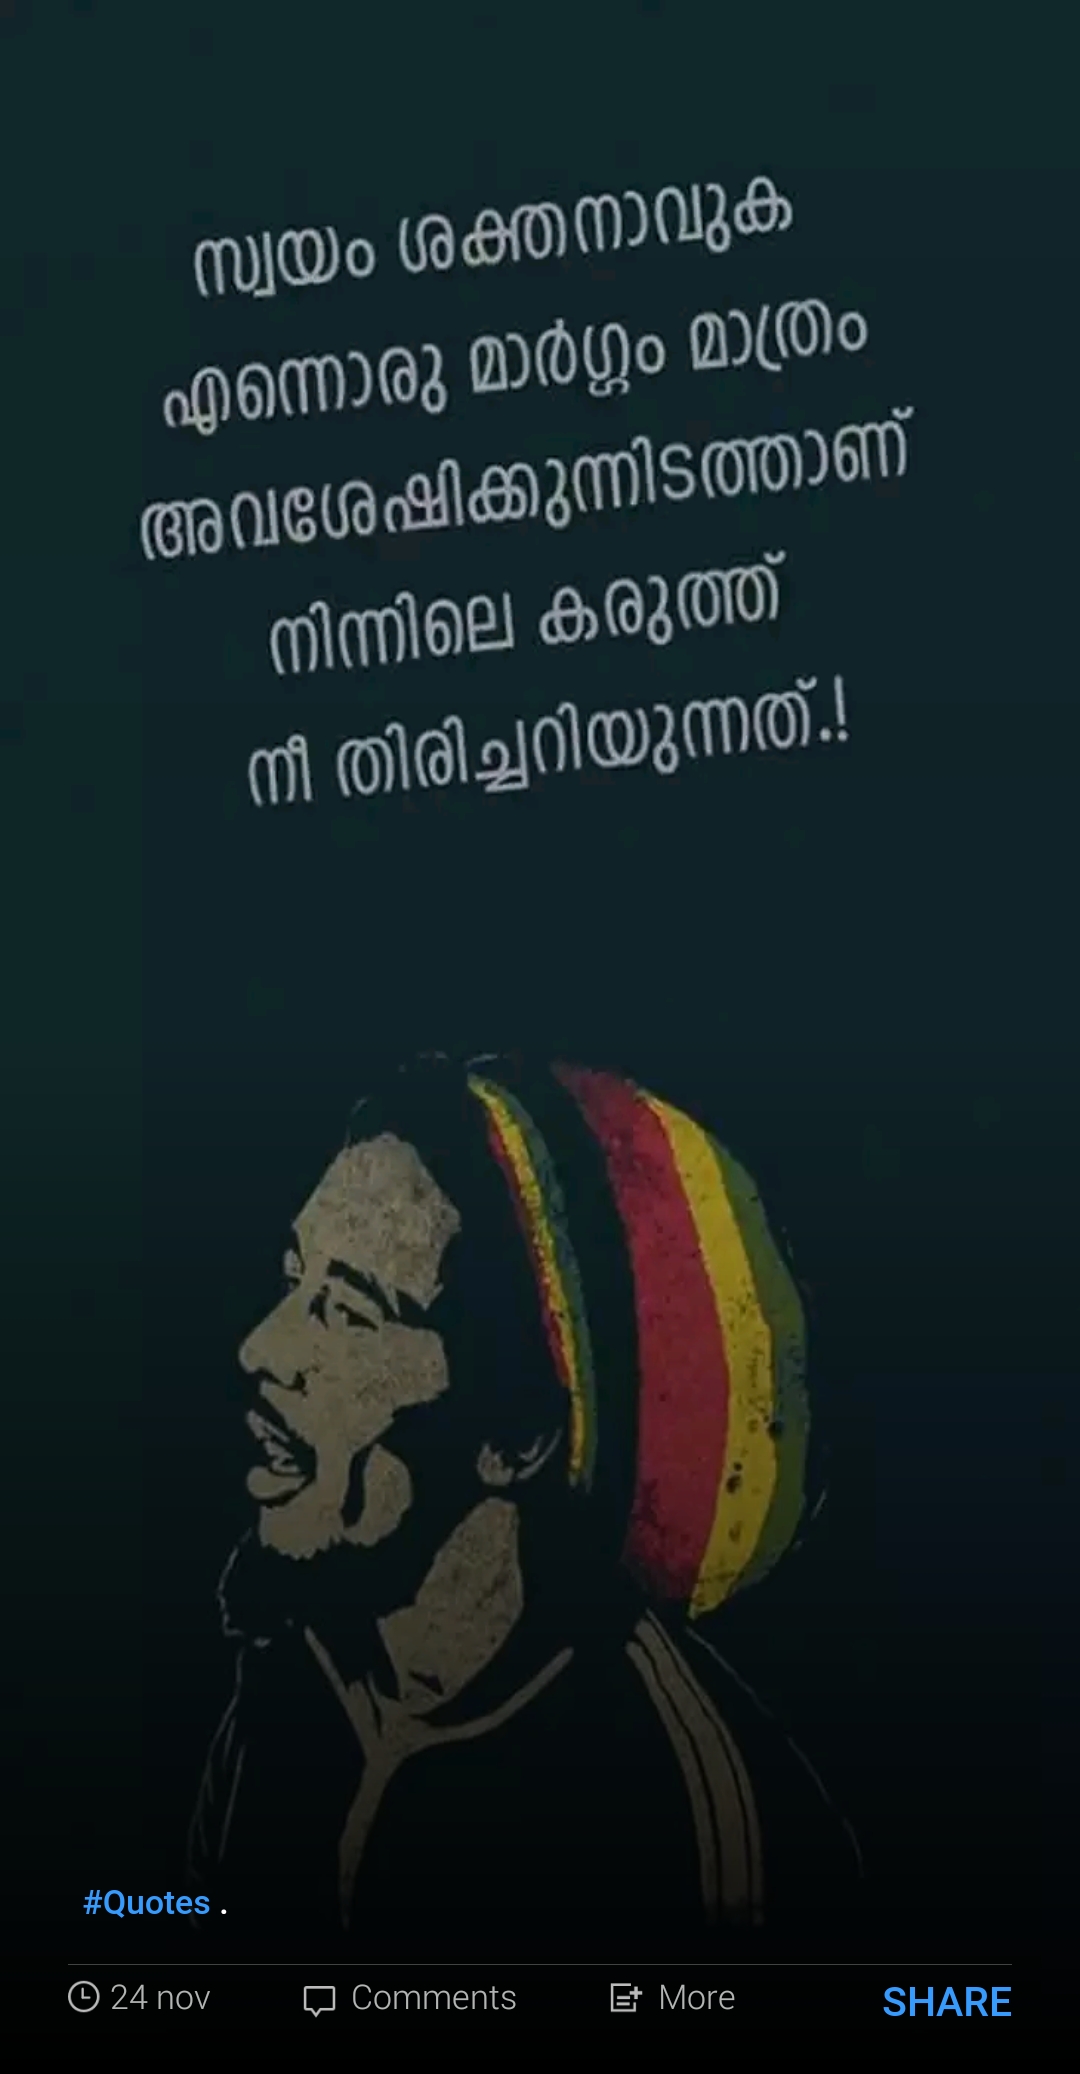 സ്വയം ശക്തനാവുക
എന്നൊരു മാർഗ്ഗം മാത്രം
അവശേഷിക്കുന്നിടത്താണ്
നിന്നിലെ കരുത്ത്
നീ തിരിച്ചറിയുന്നത്.!
#Quotes .
24 nov
Comments
More
SHARE